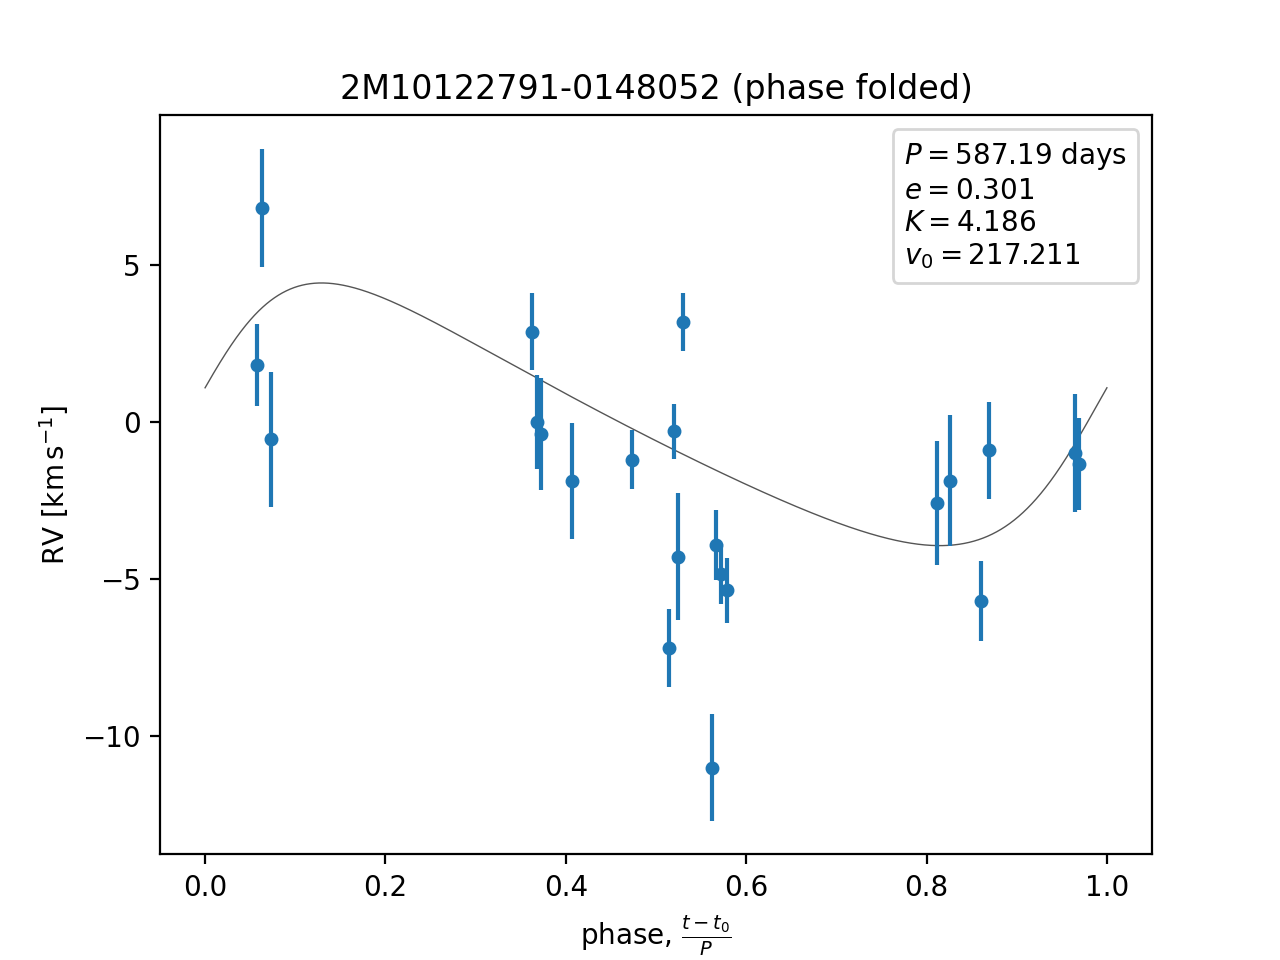 2M10122791-0148052 (phase folded)
P = 587.19 days
e = 0.301
K = 4.186
v₀ = 217.211
RV [km s⁻¹]
5
0
−5
−10
0.0 0.2 0.4 0.6 0.8 1.0
phase, (t − t₀)/P